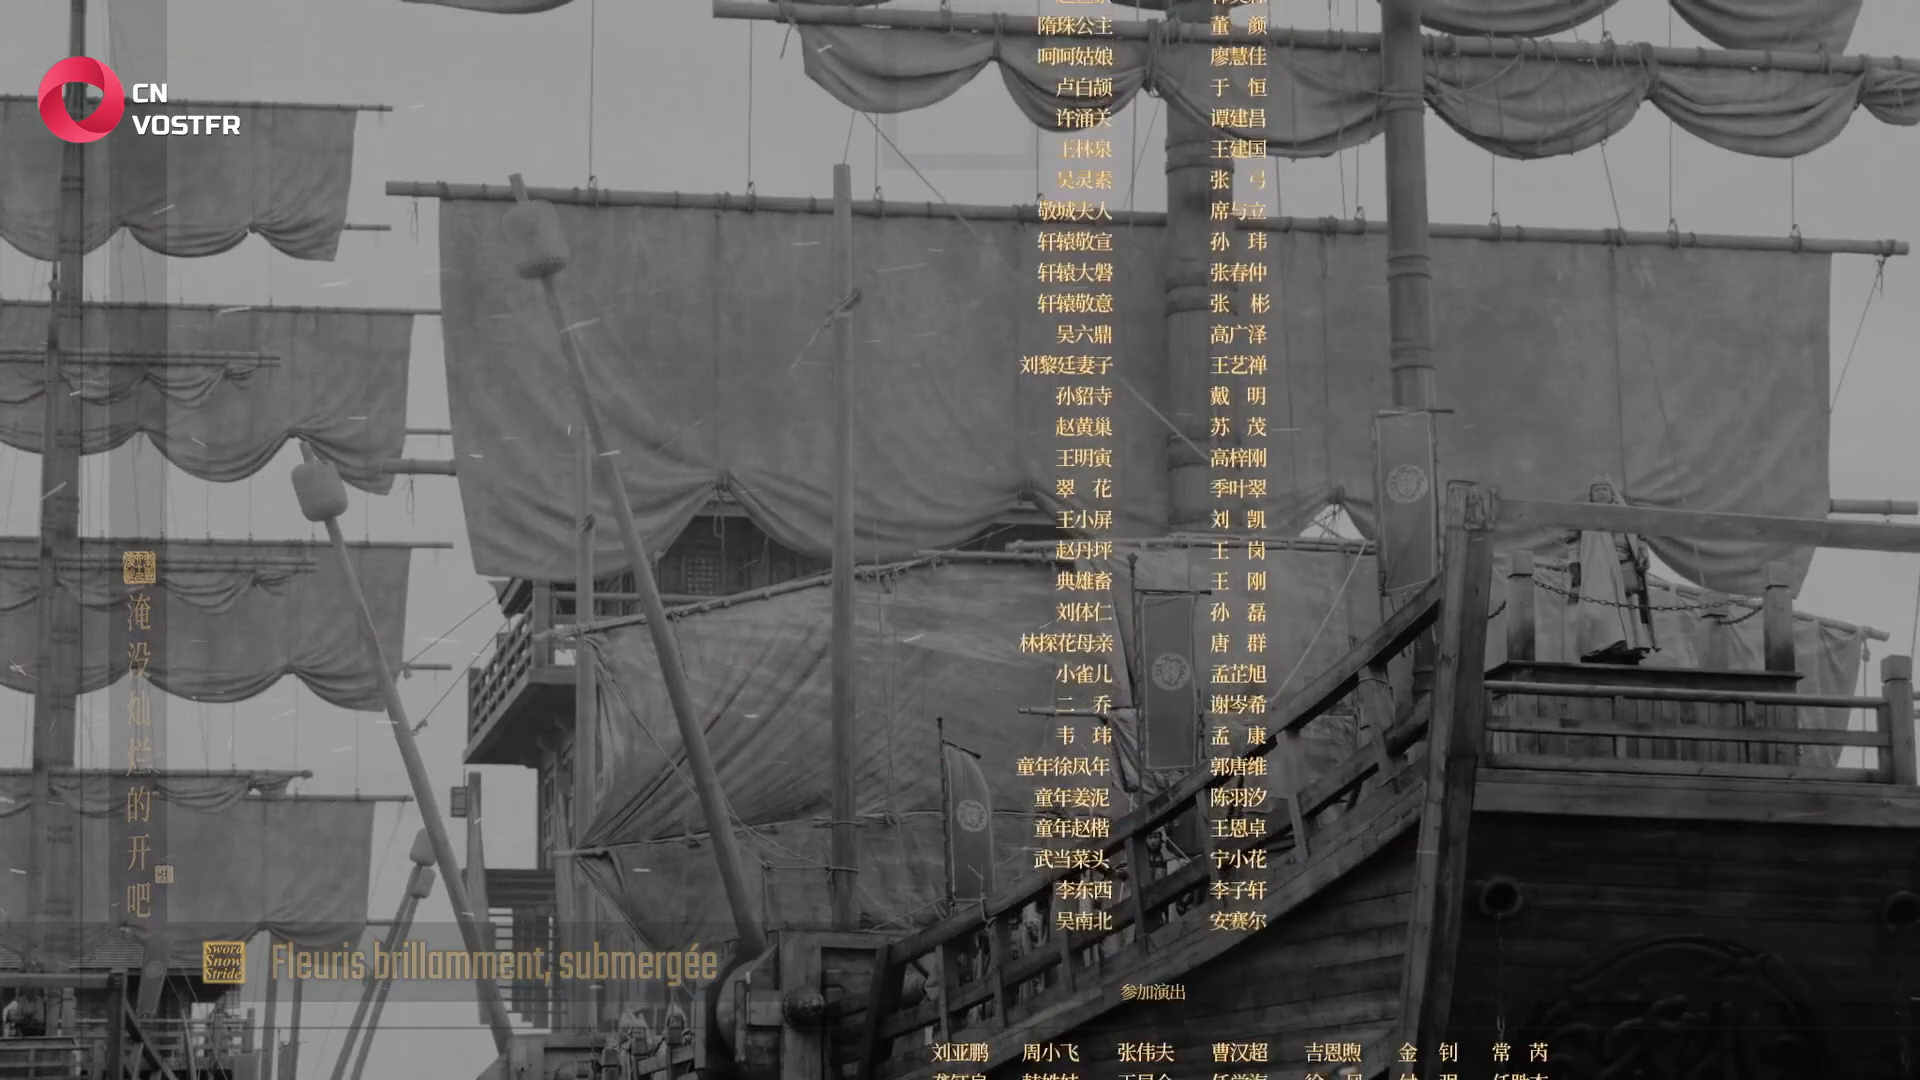 CN
VOSTFR
隋珠公主 董 颜
呵呵姑娘 廖慧佳
卢白颉 于 恒
许涌关 谭建昌
王林泉 王建国
吴灵素 张 弓
敬城夫人 席与立
轩辕敬宣 孙 玮
轩辕大磐 张春仲
轩辕敬意 张 彬
吴六鼎 高广泽
刘黎廷妻子 王艺禅
孙貂寺 戴 明
赵黄巢 苏 茂
王明寅 高梓刚
翠 花 季叶翠
王小屏 刘 凯
赵丹坪 王 岗
典雄畜 王 刚
刘体仁 孙 磊
林探花母亲 唐 群
小雀儿 孟芷旭
二 乔 谢岑希
韦 玮 孟 康
童年徐凤年 郭唐维
童年姜泥 陈羽汐
童年赵楷 王恩卓
武当菜头 宁小花
李东西 李子轩
吴南北 安赛尔
参加演出
刘亚鹏 周小飞 张伟夫 曹汉超 吉恩煦 金 钊 常 芮
淹没灿烂的开吧
Sword
Snow
Stride
Fleuris brillamment, submergée